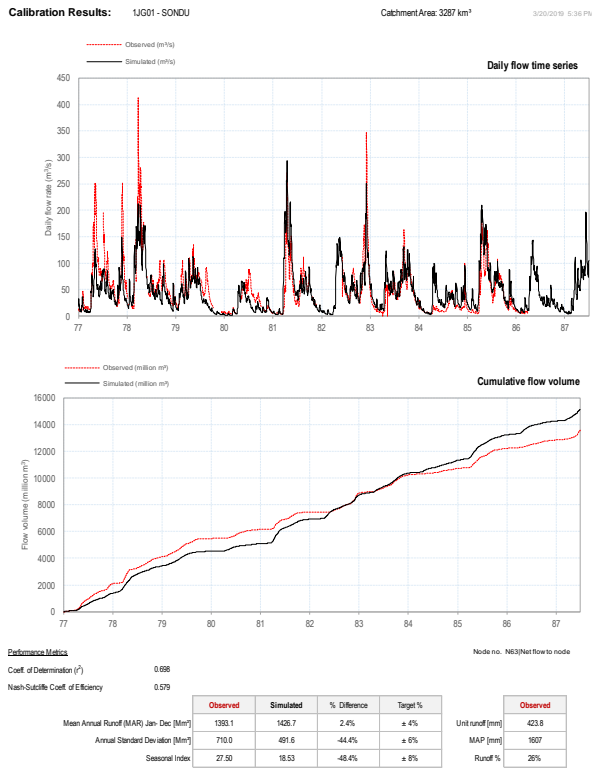 Calibration Results: 1JG01 - SONDU Catchment Area: 3287 km³ 3/20/2019 5:36 PM
Observed (m³/s)
Simulated (m³/s)
Daily flow time series
Daily flow rate (m³/s)
450
400
350
300
250
200
150
100
50
0
77 78 79 80 81 82 83 84 85 86 87
Observed (million m³)
Simulated (million m³)
Cumulative flow volume
Flow volume (million m³)
16000
14000
12000
10000
8000
6000
4000
2000
0
77 78 79 80 81 82 83 84 85 86 87
Performance Metrics Node no. N63|Net flow to node
Coeff. of Determination (r²) 0.698
Nash-Sutcliffe Coeff. of Efficiency 0.579
Observed Simulated % Difference Target % Observed
Mean Annual Runoff (MAR) Jan- Dec [Mm³] 1393.1 1426.7 2.4% ± 4% Unit runoff [mm] 423.8
Annual Standard Deviation [Mm³] 710.0 491.6 -44.4% ± 6% MAP [mm] 1607
Seasonal Index 27.50 18.53 -48.4% ± 8% Runoff % 26%